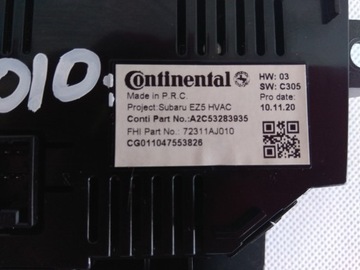 010.
Continental
HW: 03
Made in P.R.C.
SW: C305
Project:Subaru EZ5 HVAC
Pro date:
10.11.20
Conti Part No.:A2C53283935
FHI Part No.: 72311AJ010
CG011047553826